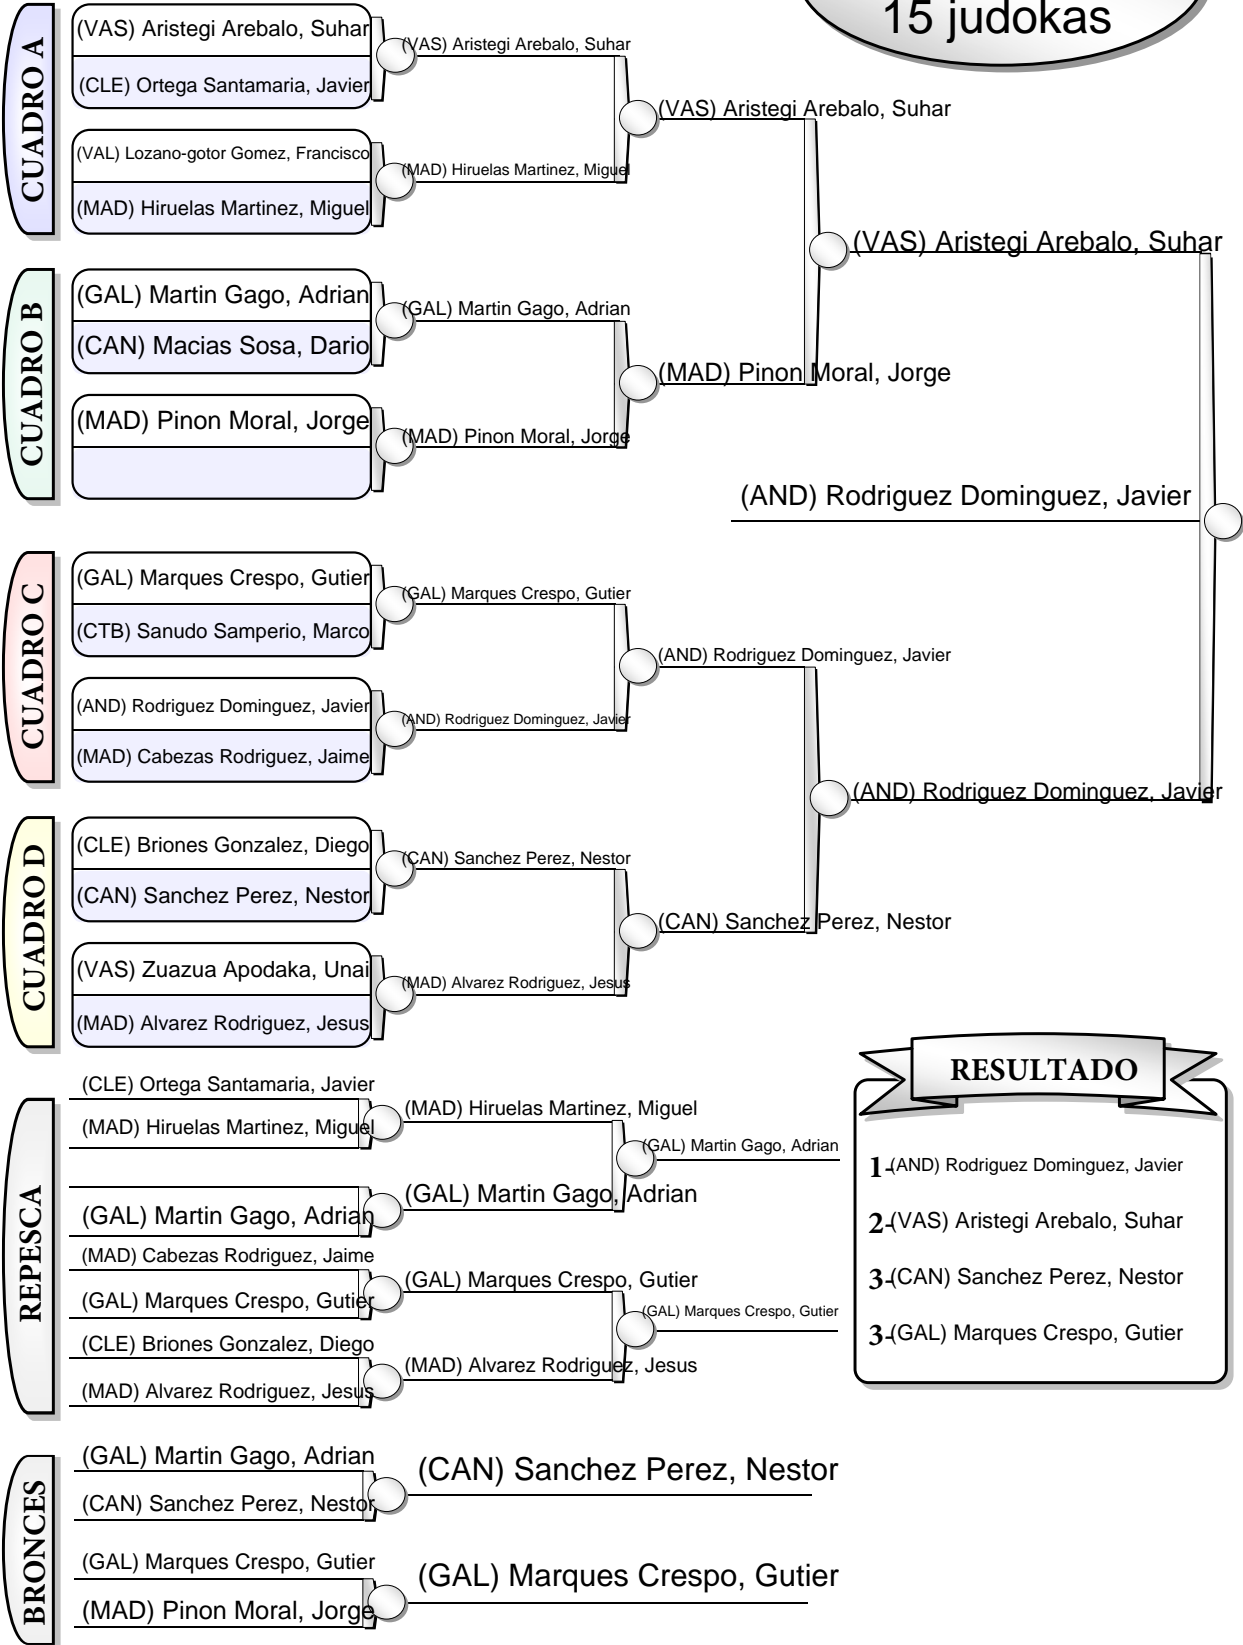 15 judokas
CUADRO A
(VAS) Aristegi Arebalo, Suhar
(CLE) Ortega Santamaria, Javier
(VAL) Lozano-gotor Gomez, Francisco
(MAD) Hiruelas Martinez, Miguel
(VAS) Aristegi Arebalo, Suhar
(MAD) Hiruelas Martinez, Miguel
(VAS) Aristegi Arebalo, Suhar
CUADRO B
(GAL) Martin Gago, Adrian
(CAN) Macias Sosa, Dario
(MAD) Pinon Moral, Jorge
(GAL) Martin Gago, Adrian
(MAD) Pinon Moral, Jorge
(MAD) Pinon Moral, Jorge
(VAS) Aristegi Arebalo, Suhar
(AND) Rodriguez Dominguez, Javier
CUADRO C
(GAL) Marques Crespo, Gutier
(CTB) Sanudo Samperio, Marco
(AND) Rodriguez Dominguez, Javier
(MAD) Cabezas Rodriguez, Jaime
(GAL) Marques Crespo, Gutier
(AND) Rodriguez Dominguez, Javier
(AND) Rodriguez Dominguez, Javier
CUADRO D
(CLE) Briones Gonzalez, Diego
(CAN) Sanchez Perez, Nestor
(VAS) Zuazua Apodaka, Unai
(MAD) Alvarez Rodriguez, Jesus
(CAN) Sanchez Perez, Nestor
(MAD) Alvarez Rodriguez, Jesus
(CAN) Sanchez Perez, Nestor
(AND) Rodriguez Dominguez, Javier
REPESCA
(CLE) Ortega Santamaria, Javier
(MAD) Hiruelas Martinez, Miguel
(GAL) Martin Gago, Adrian
(MAD) Cabezas Rodriguez, Jaime
(GAL) Marques Crespo, Gutier
(CLE) Briones Gonzalez, Diego
(MAD) Alvarez Rodriguez, Jesus
(MAD) Hiruelas Martinez, Miguel
(GAL) Martin Gago, Adrian
(GAL) Marques Crespo, Gutier
(MAD) Alvarez Rodriguez, Jesus
(GAL) Martin Gago, Adrian
(GAL) Marques Crespo, Gutier
RESULTADO
1-(AND) Rodriguez Dominguez, Javier
2-(VAS) Aristegi Arebalo, Suhar
3-(CAN) Sanchez Perez, Nestor
3-(GAL) Marques Crespo, Gutier
BRONCES
(GAL) Martin Gago, Adrian
(CAN) Sanchez Perez, Nestor
(GAL) Marques Crespo, Gutier
(MAD) Pinon Moral, Jorge
(CAN) Sanchez Perez, Nestor
(GAL) Marques Crespo, Gutier